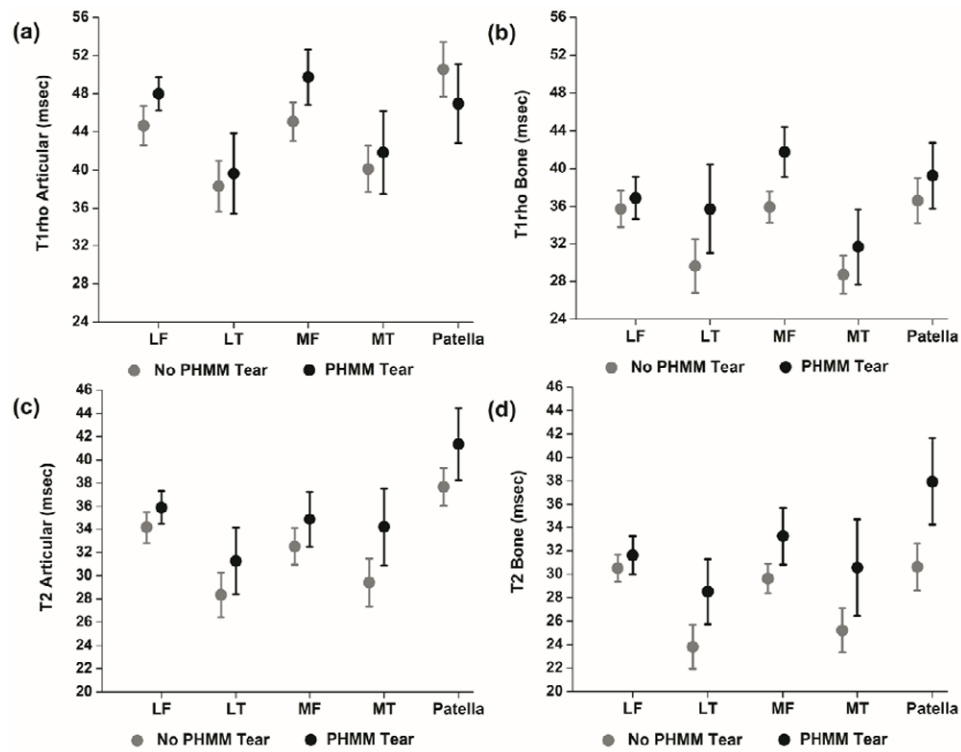 (a)
T1rho Articular (msec)
56
52
48
44
40
36
32
28
24
LF LT MF MT Patella
No PHMM Tear PHMM Tear
(b)
T1rho Bone (msec)
56
52
48
44
40
36
32
28
24
LF LT MF MT Patella
No PHMM Tear PHMM Tear
(c)
T2 Articular (msec)
46
44
42
40
38
36
34
32
30
28
26
24
22
20
LF LT MF MT Patella
No PHMM Tear PHMM Tear
(d)
T2 Bone (msec)
46
44
42
40
38
36
34
32
30
28
26
24
22
20
LF LT MF MT Patella
No PHMM Tear PHMM Tear